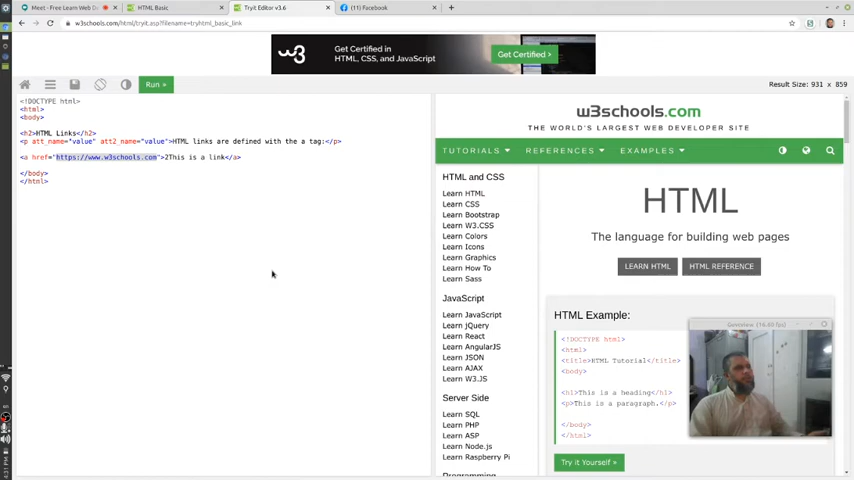 Meet - Free Learn Web D
HTML Basic
Tryit Editor v3.6
(1) Facebook
w3schools.com/html/tryit.asp?filename=tryhtml_basic_link
Get Certified in
HTML, CSS, and JavaScript
Get Certified >
Run »
Result Size: 931 x 859
<!DOCTYPE html>
<html>
<body>
<h2>HTML Links</h2>
<p att_name="value" att2_name="value">HTML links are defined with the a tag:</p>
<a href="https://www.w3schools.com">2This is a link</a>
</body>
</html>
w3schools.com
THE WORLD'S LARGEST WEB DEVELOPER SITE
TUTORIALS
REFERENCES
EXAMPLES
HTML and CSS
Learn HTML
Learn CSS
Learn Bootstrap
Learn W3.CSS
Learn Colors
Learn Icons
Learn Graphics
Learn How To
Learn Sass
JavaScript
Learn JavaScript
Learn jQuery
Learn React
Learn AngularJS
Learn JSON
Learn AJAX
Learn W3.JS
Server Side
Learn SQL
Learn PHP
Learn ASP
Learn Node.js
Learn Raspberry Pi
Programming
HTML
The language for building web pages
LEARN HTML
HTML REFERENCE
HTML Example:
<!DOCTYPE html>
<html>
<title>HTML Tutorial</title>
<body>
<h1>This is a heading</h1>
<p>This is a paragraph.</p>
</body>
</html>
Try it Yourself »
4:31 PM